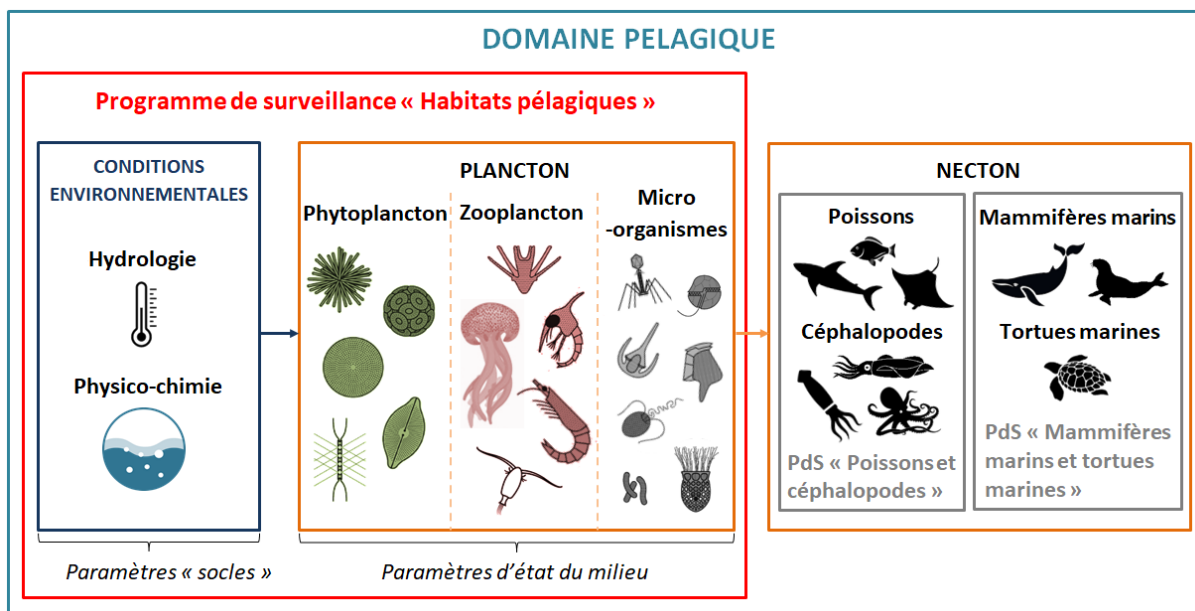 DOMAINE PELAGIQUE
Programme de surveillance « Habitats pélagiques »
CONDITIONS
ENVIRONNEMENTALES
Hydrologie
Physico-chimie
PLANCTON
Phytoplancton
Zooplancton
Micro
-organismes
NECTON
Poissons
Céphalopodes
PdS « Poissons et
céphalopodes »
Mammifères marins
Tortues marines
PdS « Mammifères
marins et tortues
marines »
Paramètres « socles »
Paramètres d’état du milieu